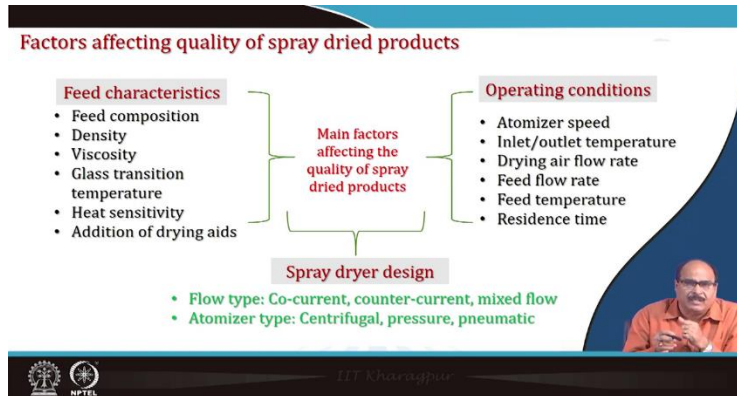 Factors affecting quality of spray dried products
Feed characteristics
• Feed composition
• Density
• Viscosity
• Glass transition
temperature
• Heat sensitivity
• Addition of drying aids
Main factors
affecting the
quality of spray
dried products
Operating conditions
• Atomizer speed
• Inlet/outlet temperature
• Drying air flow rate
• Feed flow rate
• Feed temperature
• Residence time
Spray dryer design
• Flow type: Co-current, counter-current, mixed flow
• Atomizer type: Centrifugal, pressure, pneumatic
NPTEL
IIT Kharagpur